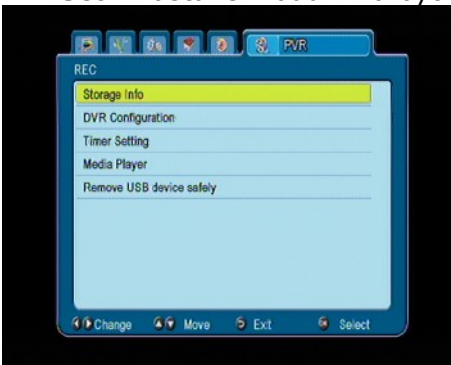 PVR
REC
Storage Info
DVR Configuration
Timer Setting
Media Player
Remove USB device safely
Change Move Exit Select